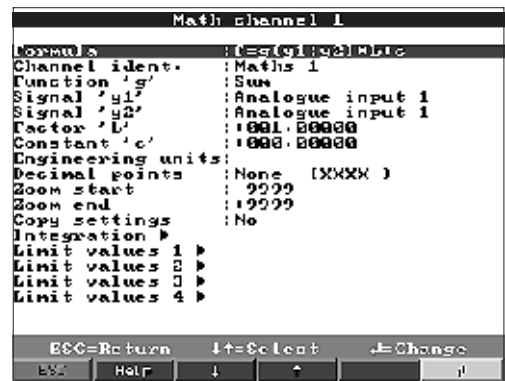 Math channel 1
Formula :f=g(y1;y2)*b+c
Channel ident. :Maths 1
Function 'g' :Sum
Signal 'y1' :Analogue input 1
Signal 'y2' :Analogue input 1
Factor 'b' :+001.00000
Constant 'c' :+000.00000
Engineering units:
Decimal points :None (XXXX )
Zoom start : 9999
Zoom end :+9999
Copy settings :No
Integration ▶
Limit values 1 ▶
Limit values 2 ▶
Limit values 3 ▶
Limit values 4 ▶
ESC=Return ↓↑=Select ↵=Change
ESC Help ↓ ↑